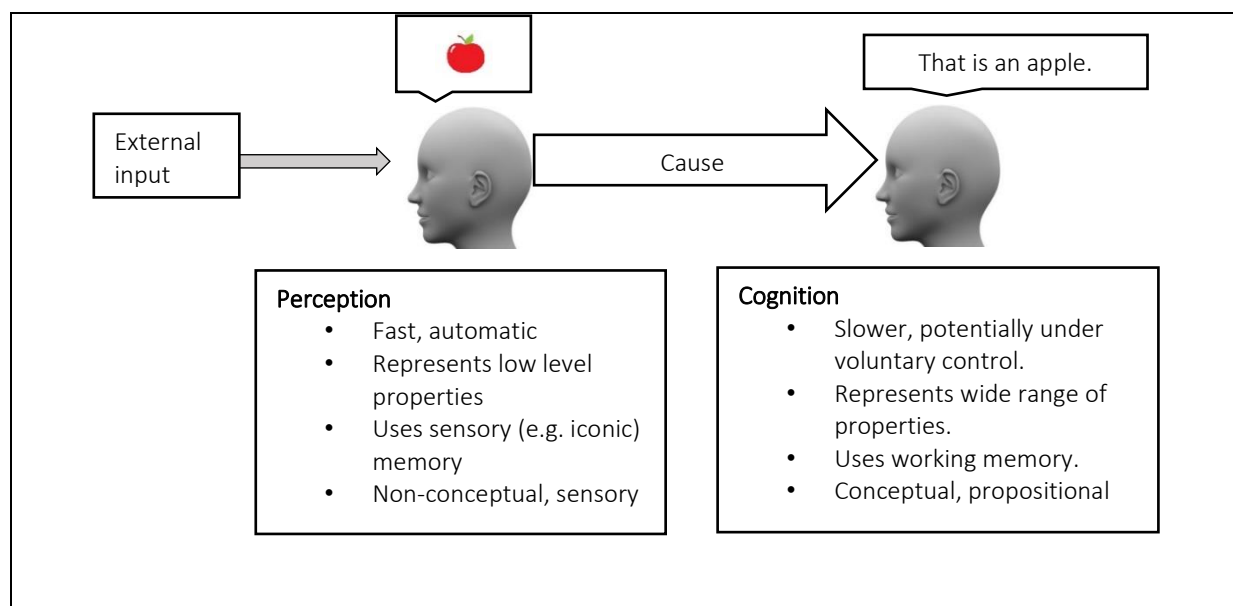 That is an apple.
External
input
Cause
Perception
• Fast, automatic
• Represents low level
properties
• Uses sensory (e.g. iconic)
memory
• Non-conceptual, sensory
Cognition
• Slower, potentially under
voluntary control.
• Represents wide range of
properties.
• Uses working memory.
• Conceptual, propositional